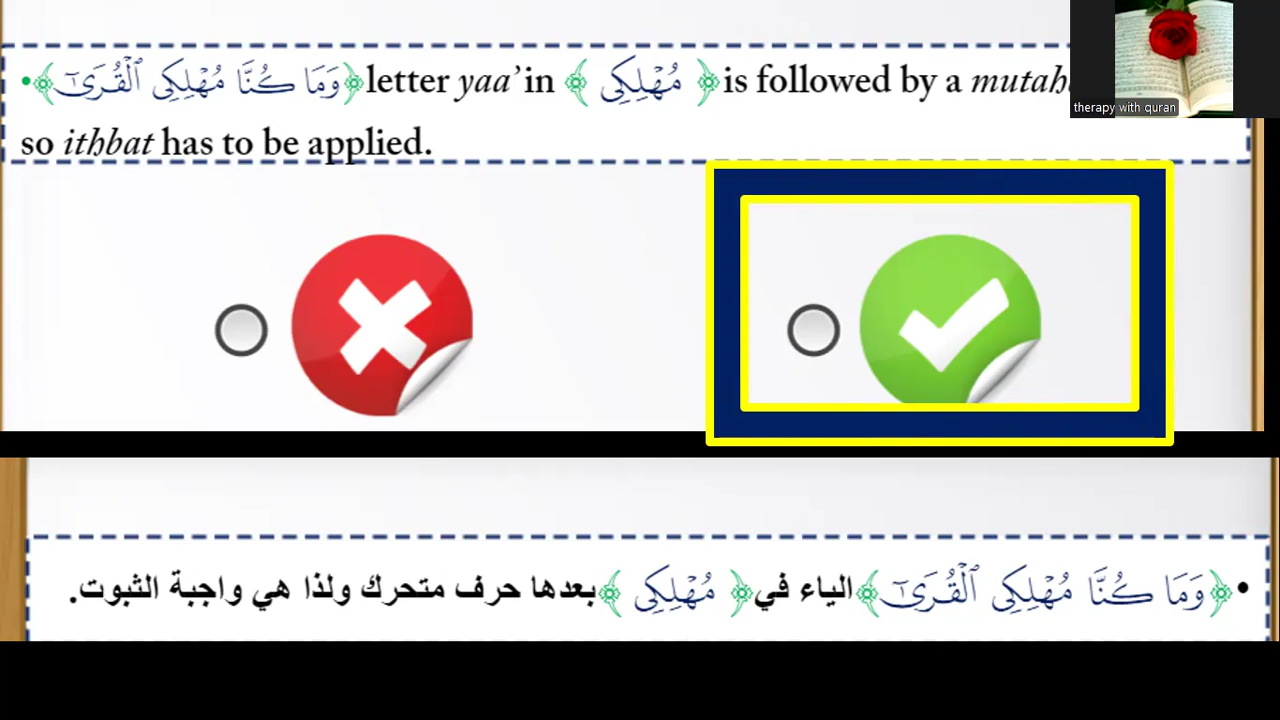 •﴿وَمَا كُنَّا مُهْلِكِى ٱلْقُرَىٰٓ﴾ letter yaa’ in ﴿مُهْلِكِى﴾ is followed by a
so ithbat has to be applied.
therapy with quran
• ﴿وَمَا كُنَّا مُهْلِكِى ٱلْقُرَىٰٓ﴾ الياء في ﴿مُهْلِكِى﴾ بعدها حرف متحرك ولذا هي واجبة الثبوت.